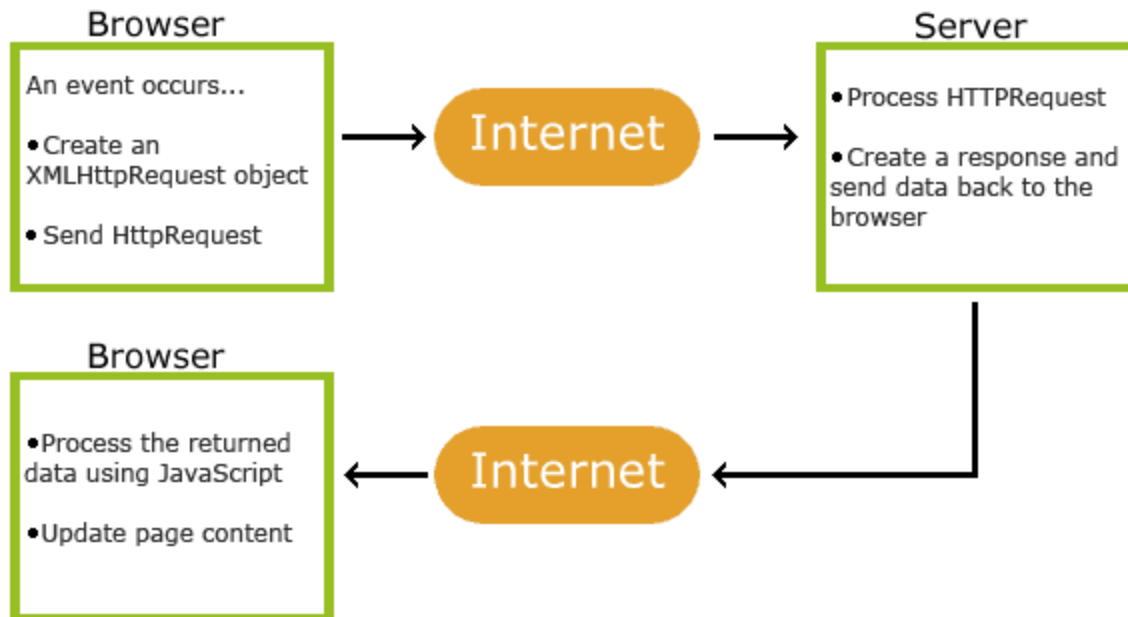 Browser
An event occurs...
•Create an
XMLHttpRequest object
•Send HttpRequest
Internet
Server
•Process HTTPRequest
•Create a response and
send data back to the
browser
Browser
•Process the returned
data using JavaScript
•Update page content
Internet